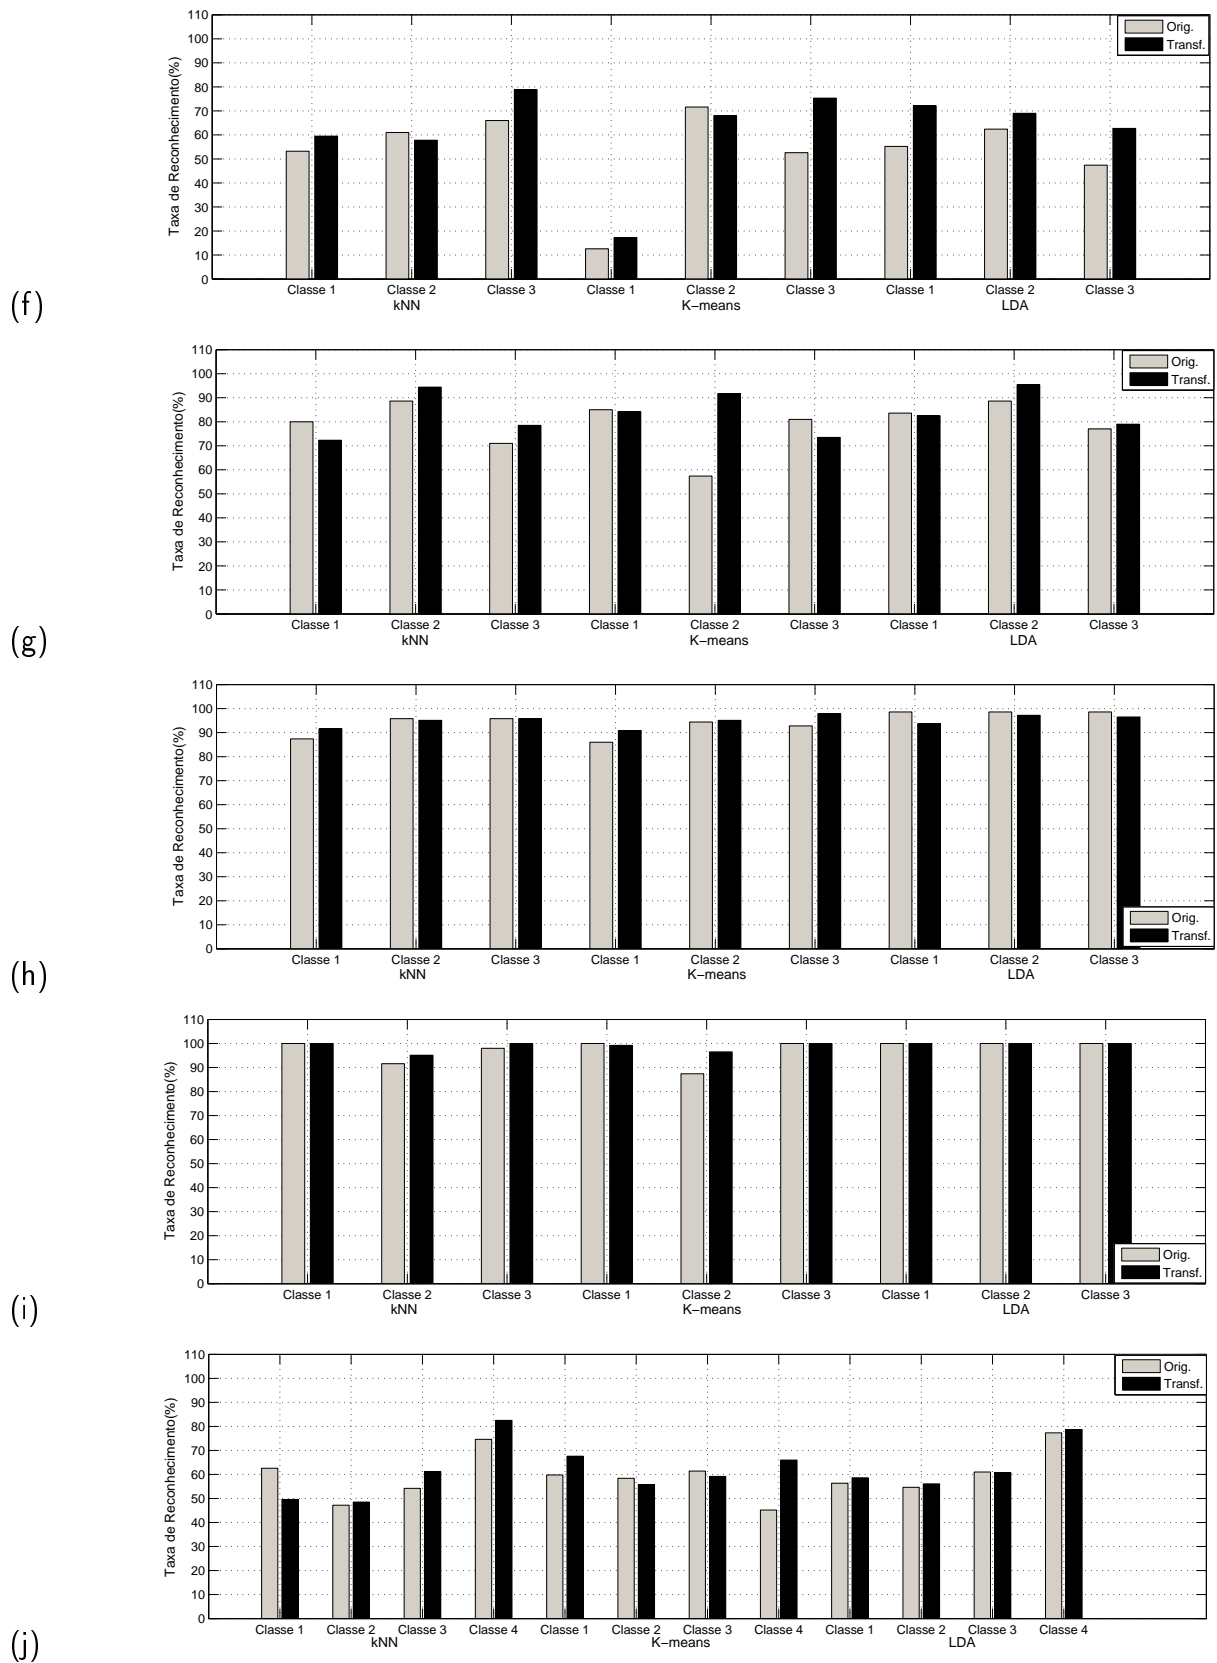 110
100
90
80
70
60
50
40
30
20
10
0
Taxa de Reconhecimento(%)
Orig.
Transf.
Classe 1 Classe 2 Classe 3 Classe 1 Classe 2 Classe 3 Classe 1 Classe 2 Classe 3
kNN K−means LDA
(f)
110
100
90
80
70
60
50
40
30
20
10
0
Taxa de Reconhecimento(%)
Orig.
Transf.
Classe 1 Classe 2 Classe 3 Classe 1 Classe 2 Classe 3 Classe 1 Classe 2 Classe 3
kNN K−means LDA
(g)
110
100
90
80
70
60
50
40
30
20
10
0
Taxa de Reconhecimento(%)
Orig.
Transf.
Classe 1 Classe 2 Classe 3 Classe 1 Classe 2 Classe 3 Classe 1 Classe 2 Classe 3
kNN K−means LDA
(h)
110
100
90
80
70
60
50
40
30
20
10
0
Taxa de Reconhecimento(%)
Orig.
Transf.
Classe 1 Classe 2 Classe 3 Classe 1 Classe 2 Classe 3 Classe 1 Classe 2 Classe 3
kNN K−means LDA
(i)
110
100
90
80
70
60
50
40
30
20
10
0
Taxa de Reconhecimento(%)
Orig.
Transf.
Classe 1 Classe 2 Classe 3 Classe 4 Classe 1 Classe 2 Classe 3 Classe 4 Classe 1 Classe 2 Classe 3 Classe 4
kNN K−means LDA
(j)